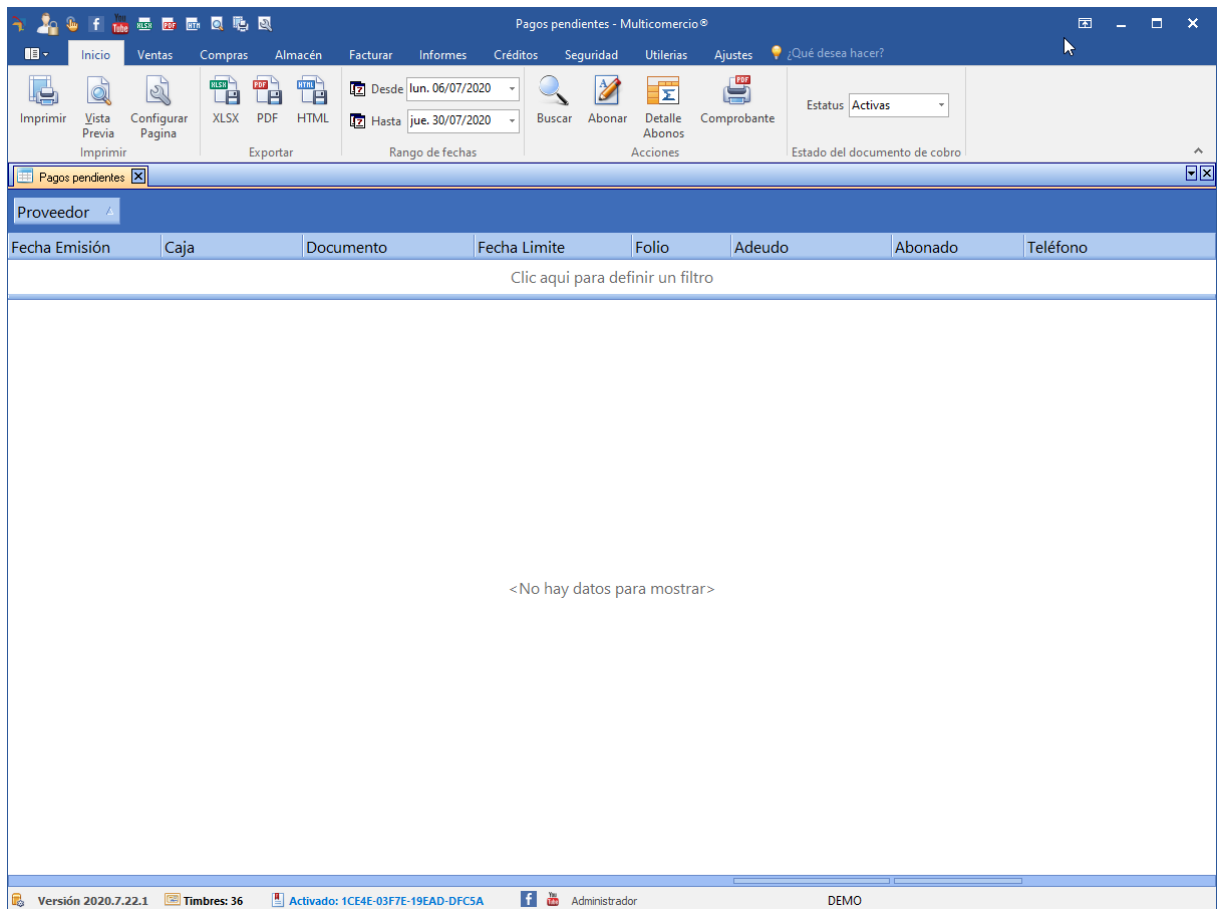 Pagos pendientes - Multicomercio®
Inicio Ventas Compras Almacén Facturar Informes Créditos Seguridad Utilerias Ajustes ¿Qué desea hacer?
Desde lun. 06/07/2020
Hasta jue. 30/07/2020
Imprimir Vista Previa Configurar Pagina XLSX PDF HTML Buscar Abonar Detalle Abonos Comprobante Estatus Activas
Imprimir Exportar Rango de fechas Acciones Estado del documento de cobro
Pagos pendientes
Proveedor
Fecha Emisión Caja Documento Fecha Limite Folio Adeudo Abonado Teléfono
Clic aqui para definir un filtro
<No hay datos para mostrar>
Versión 2020.7.22.1 Timbres: 36 Activado: 1CE4E-03F7E-19EAD-DFC5A Administrador DEMO